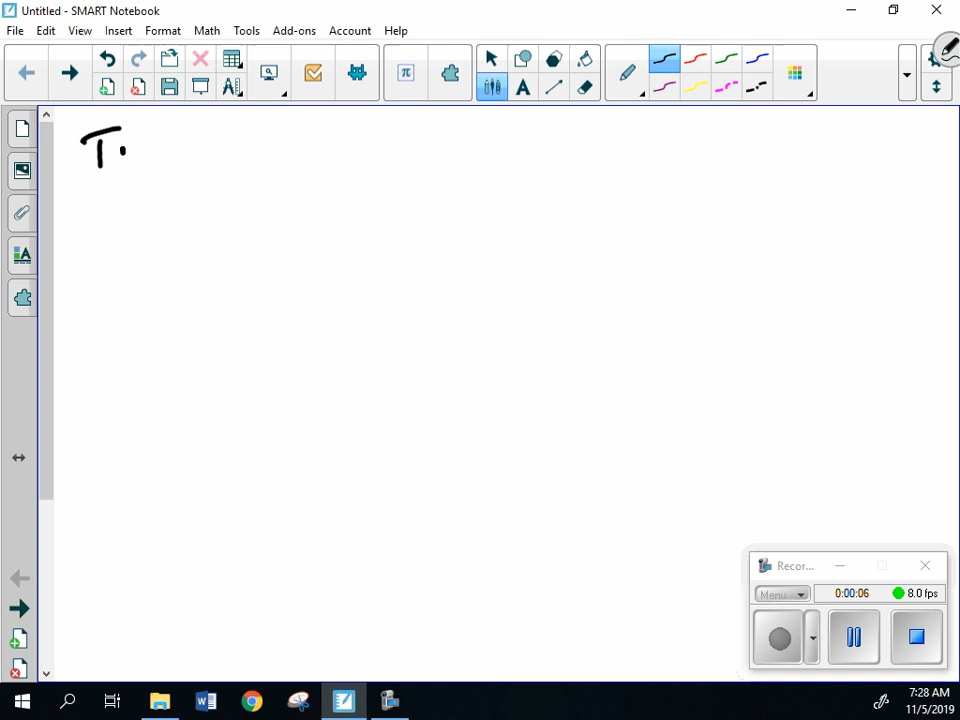 Untitled - SMART Notebook
File Edit View Insert Format Math Tools Add-ons Account Help
T
Recor...
Menu 0:00:06 8.0 fps
7:28 AM
11/5/2019